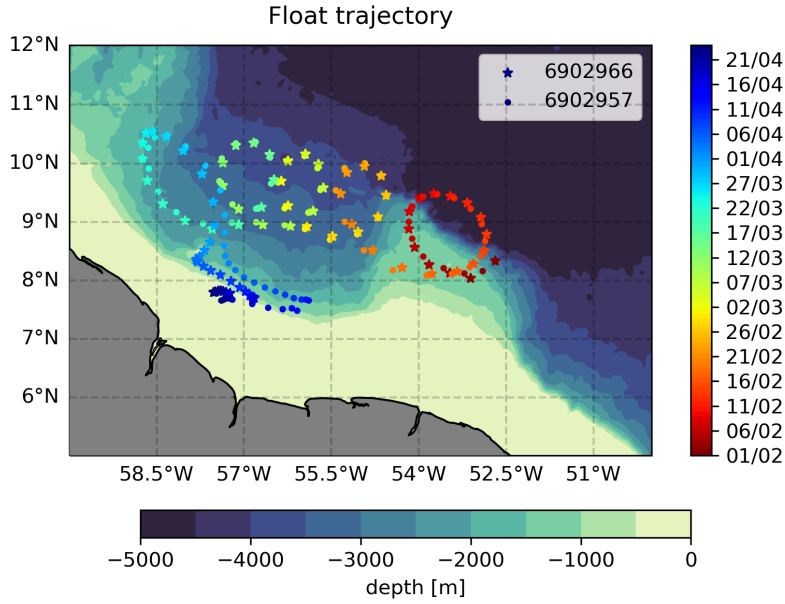 Float trajectory
12°N
11°N
10°N
9°N
8°N
7°N
6°N
6902966
6902957
58.5°W 57°W 55.5°W 54°W 52.5°W 51°W
21/04
16/04
11/04
06/04
01/04
27/03
22/03
17/03
12/03
07/03
02/03
26/02
21/02
16/02
11/02
06/02
01/02
−5000 −4000 −3000 −2000 −1000 0
depth [m]